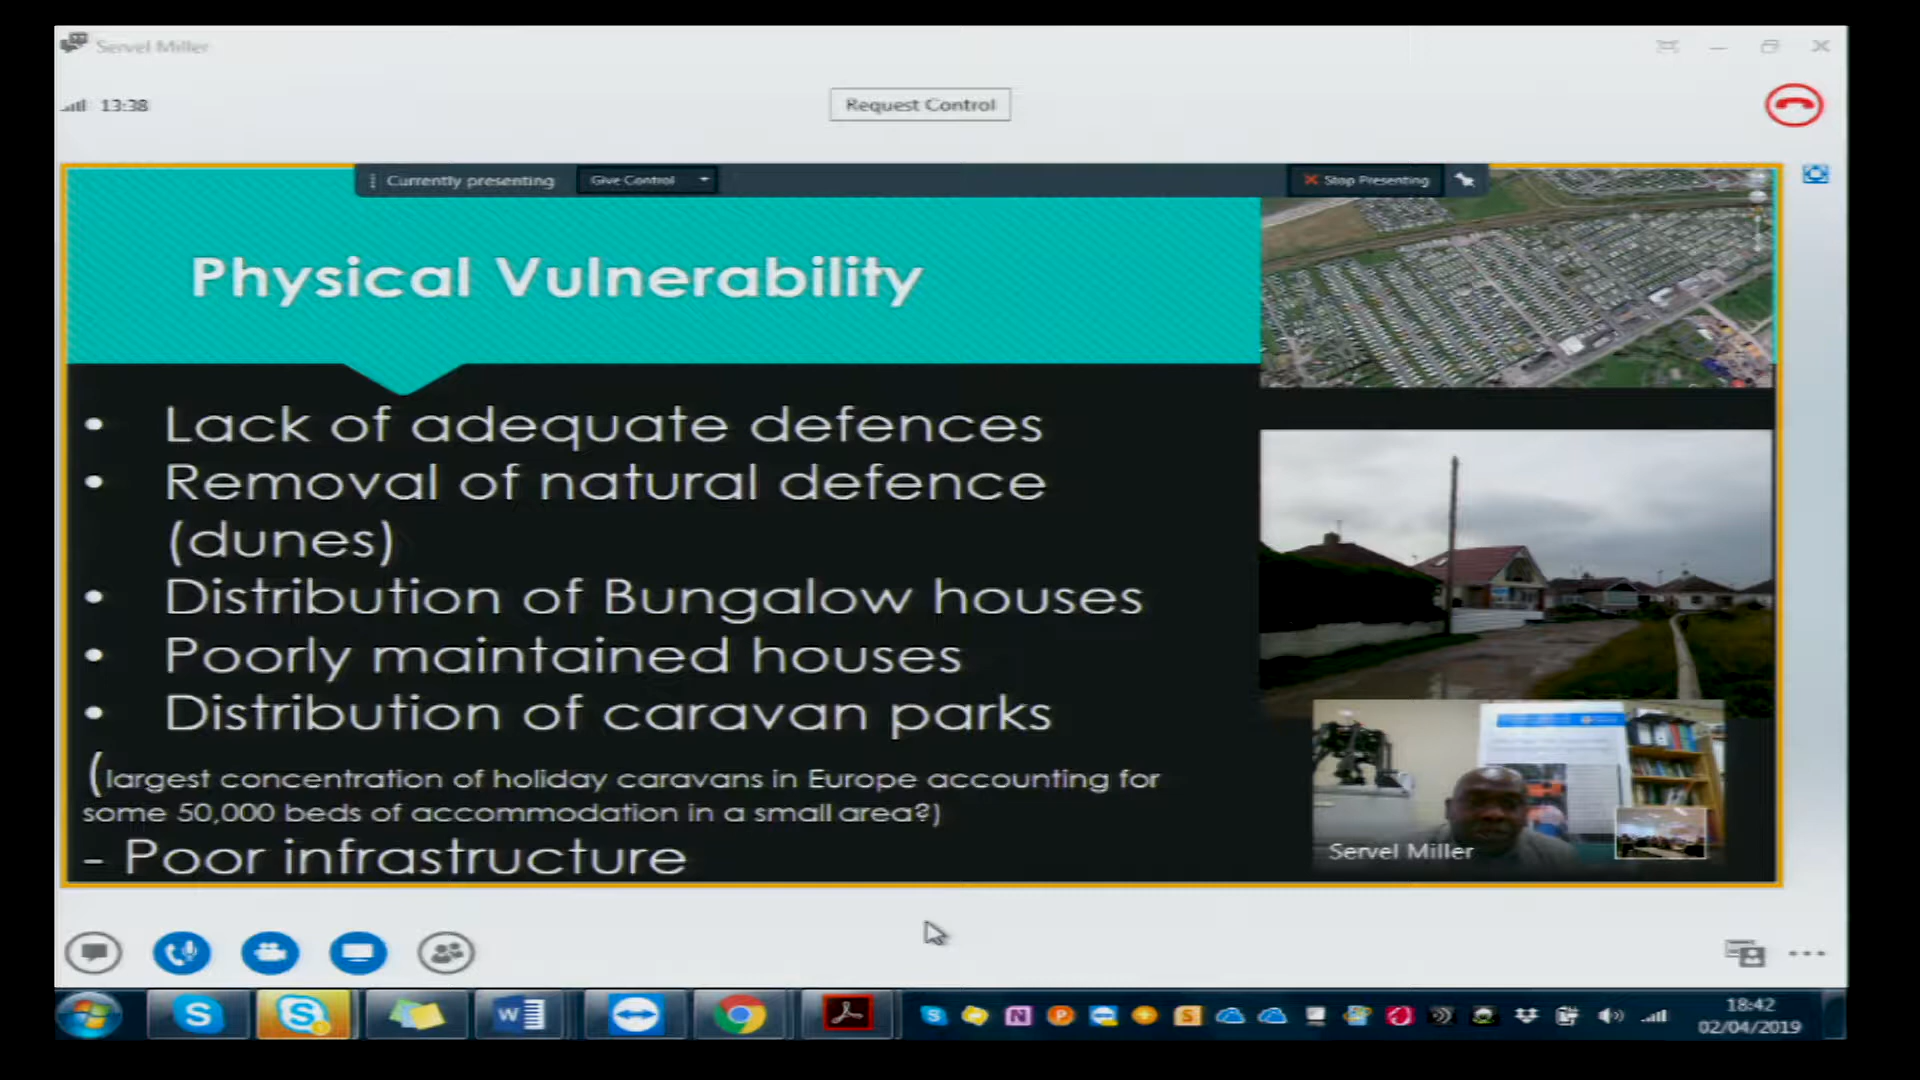 Servel Miller
13:38
Request Control
Currently presenting
Give Control
Stop Presenting
Physical Vulnerability
• Lack of adequate defences
• Removal of natural defence
(dunes)
• Distribution of Bungalow houses
• Poorly maintained houses
• Distribution of caravan parks
(largest concentration of holiday caravans in Europe accounting for
some 50,000 beds of accommodation in a small area?)
- Poor infrastructure
Servel Miller
18:42
02/04/2019